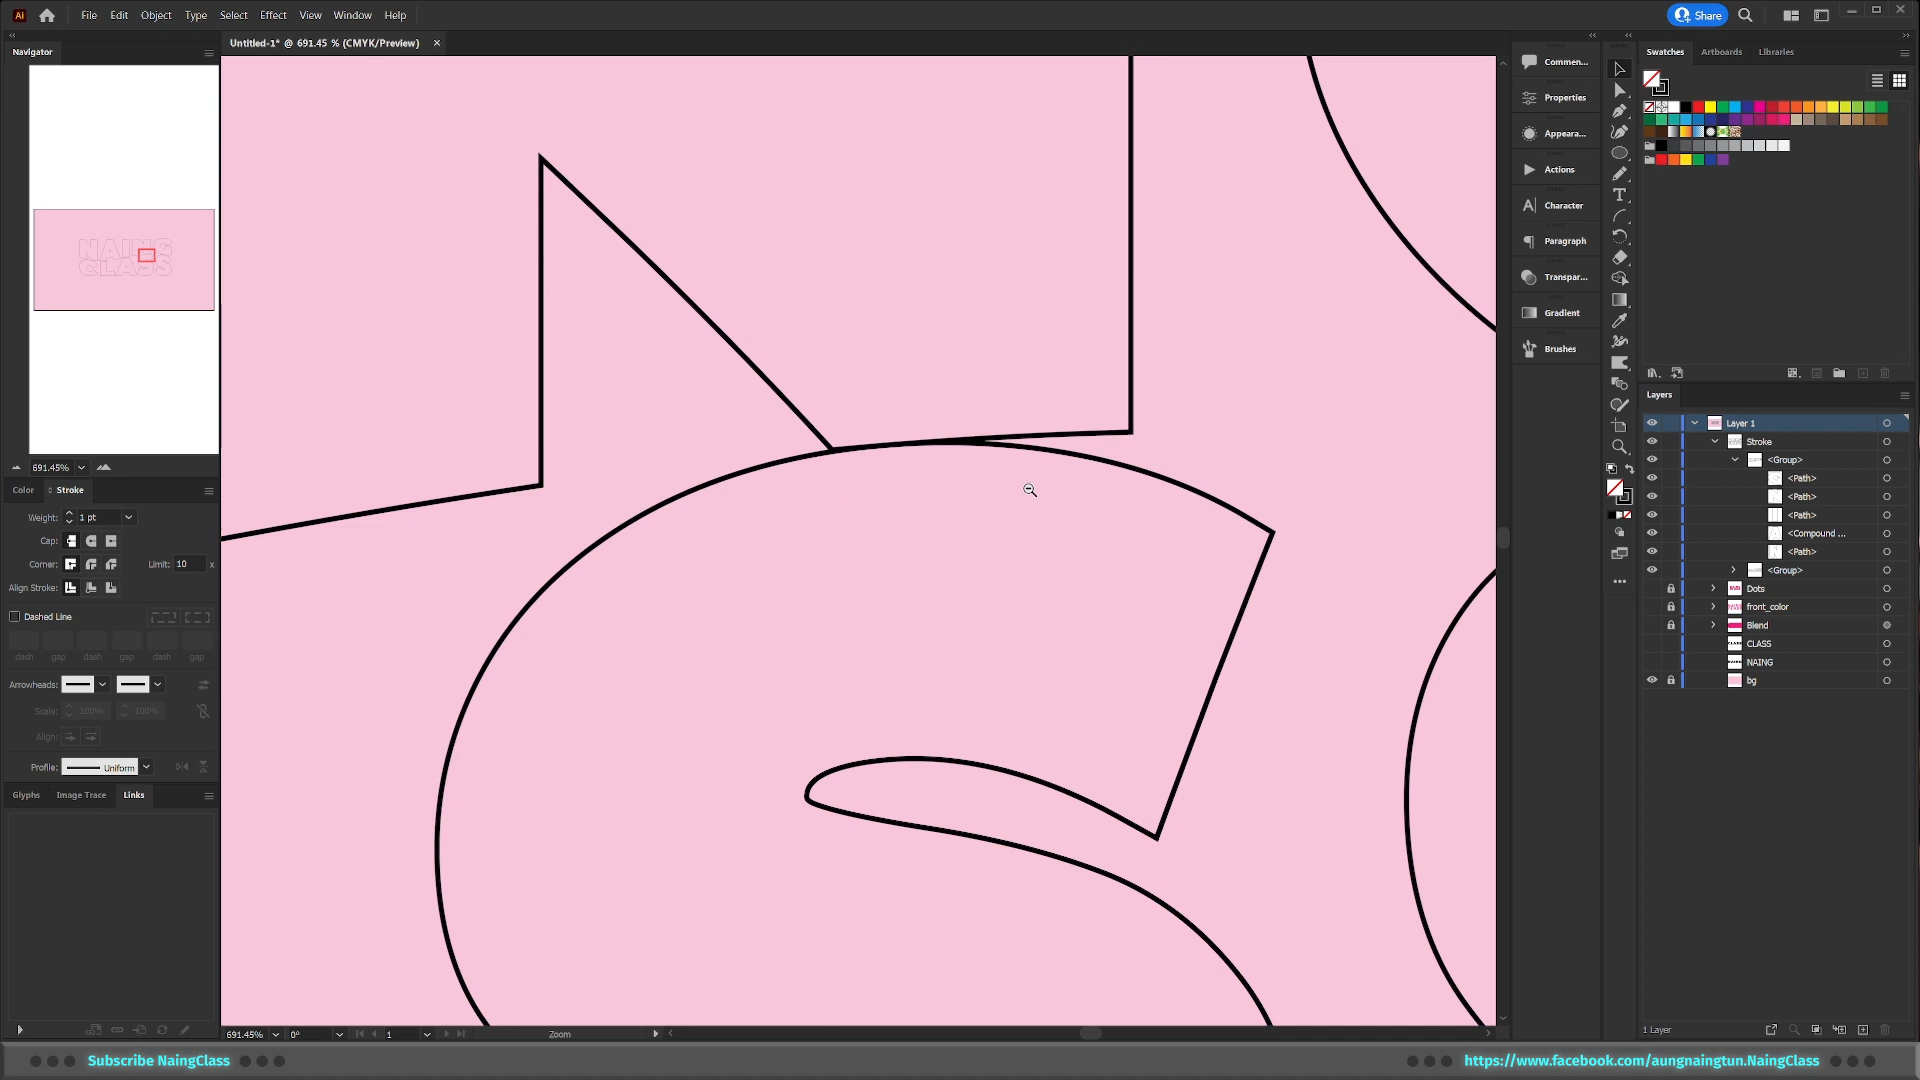 Ai
File Edit Object Type Select Effect View Window Help
Share
Navigator
Untitled-1* @ 691.45 % (CMYK/Preview)
NAING
CLASS
691.45%
Color Stroke
Weight: 1 pt
Cap:
Corner: Limit: 10 x
Align Stroke:
Dashed Line
dash gap dash gap dash gap
Arrowheads:
Scale: 100% 100%
Align:
Profile: Uniform
Glyphs Image Trace Links
691.45% 0° 1 Zoom
Commen...
Properties
Appeara...
Actions
Character
Paragraph
Transpar...
Gradient
Brushes
Swatches Artboards Libraries
Layers
Layer 1
Stroke
<Group>
<Path>
<Path>
<Path>
<Compound ...
<Path>
<Group>
Dots
front_color
Blend
CLASS
NAING
bg
1 Layer
Subscribe NaingClass
https://www.facebook.com/aungnaingtun.NaingClass